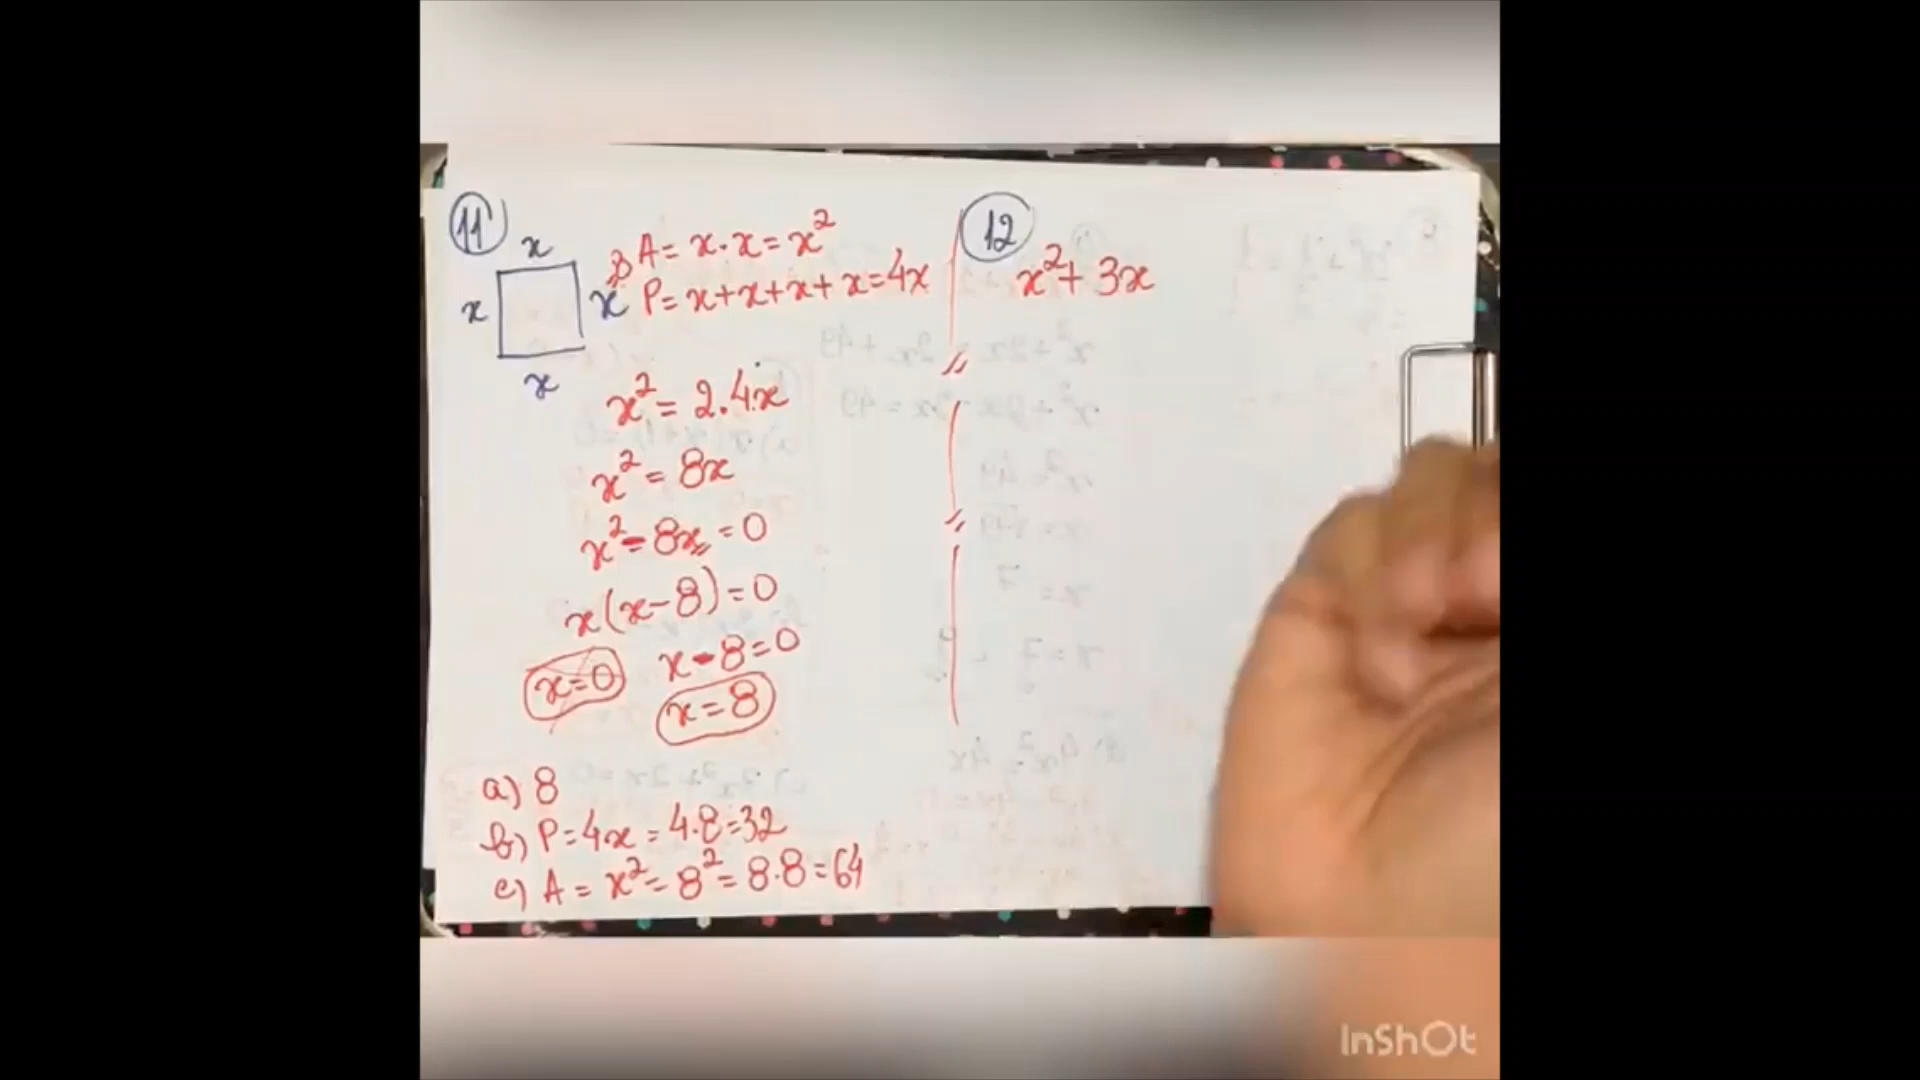 11
x
x
x
x
A = x · x = x²
P = x + x + x + x = 4x
x² = 2.4x
x² = 8x
x² - 8x = 0
x(x - 8) = 0
x = 0
x - 8 = 0
x = 8
a) 8
b) P = 4x = 4.8 = 32
c) A = x² = 8² = 8.8 = 64
12
x² + 3x
InShOt